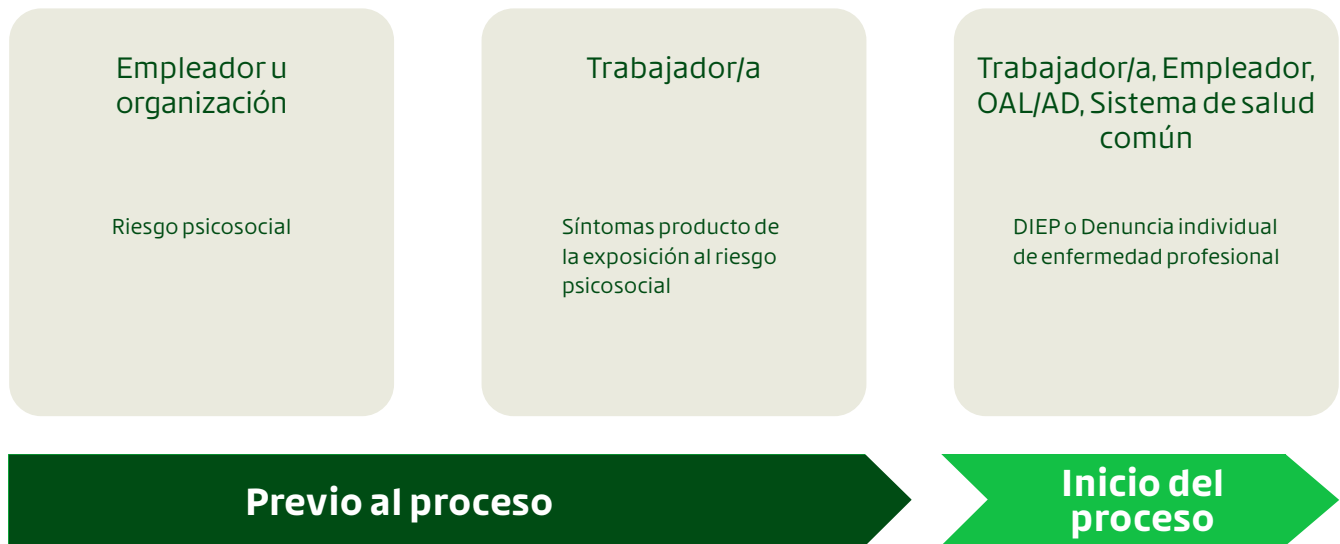 Empleador u
organización
Riesgo psicosocial
Trabajador/a
Síntomas producto de
la exposición al riesgo
psicosocial
Trabajador/a, Empleador,
OAL/AD, Sistema de salud
común
DIEP o Denuncia individual
de enfermedad profesional
Previo al proceso
Inicio del
proceso